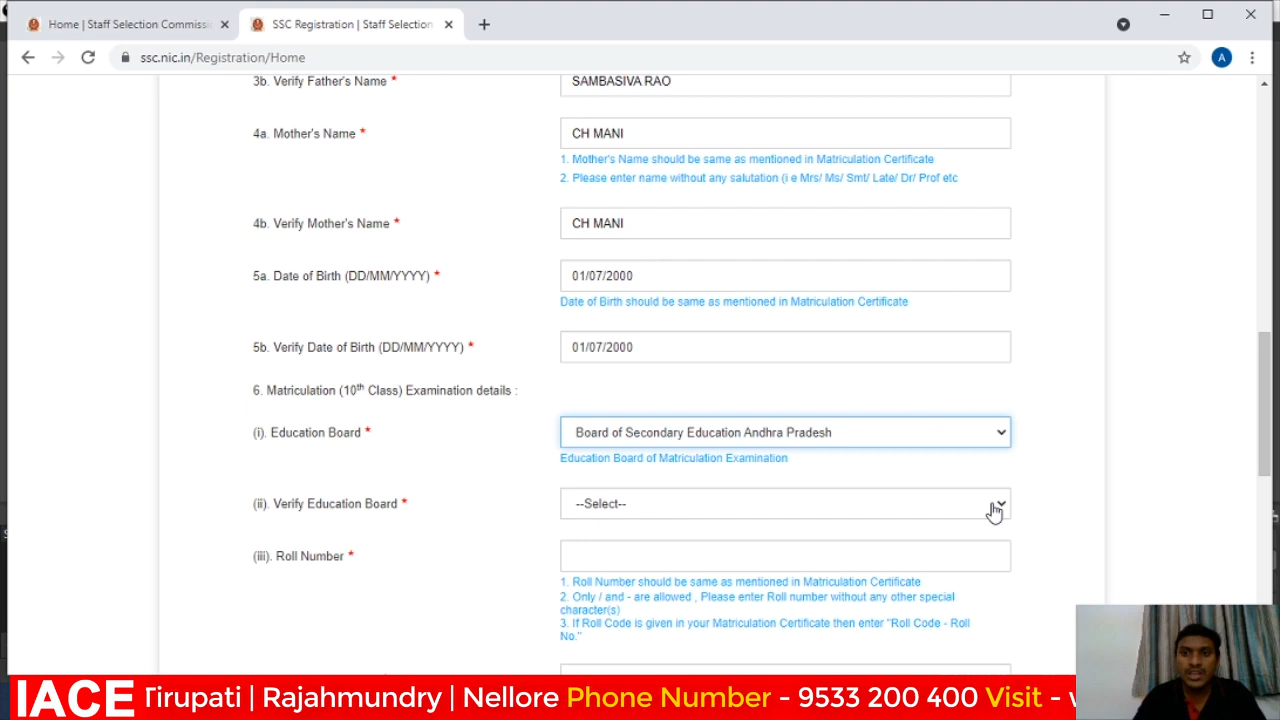 Home | Staff Selection Commissi
SSC Registration | Staff Selection
ssc.nic.in/Registration/Home
A
3b. Verify Father's Name *
SAMBASIVA RAO
4a. Mother's Name *
CH MANI
1. Mother's Name should be same as mentioned in Matriculation Certificate
2. Please enter name without any salutation (i e Mrs/ Ms/ Smt/ Late/ Dr/ Prof etc
4b. Verify Mother's Name *
CH MANI
5a. Date of Birth (DD/MM/YYYY) *
01/07/2000
Date of Birth should be same as mentioned in Matriculation Certificate
5b. Verify Date of Birth (DD/MM/YYYY) *
01/07/2000
6. Matriculation (10th Class) Examination details :
(i). Education Board *
Board of Secondary Education Andhra Pradesh
Education Board of Matriculation Examination
(ii). Verify Education Board *
--Select--
(iii). Roll Number *
1. Roll Number should be same as mentioned in Matriculation Certificate
2. Only / and - are allowed , Please enter Roll number without any other special
character(s)
3. If Roll Code is given in your Matriculation Certificate then enter "Roll Code - Roll
No."
IACE Tirupati | Rajahmundry | Nellore Phone Number - 9533 200 400 Visit -